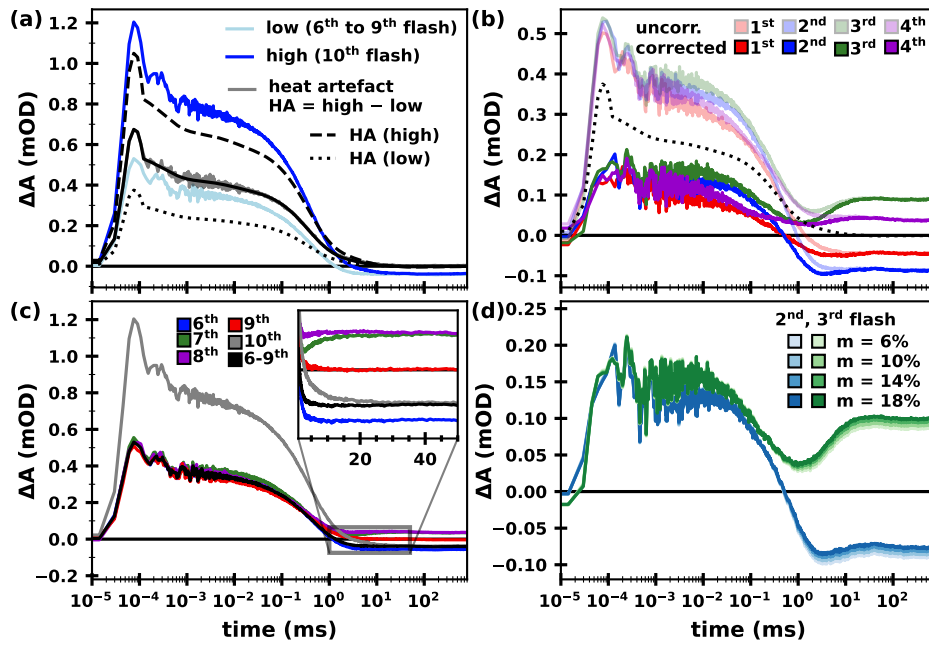 (a)
low (6th to 9th flash)
high (10th flash)
heat artefact
HA = high − low
HA (high)
HA (low)
ΔA (mOD)
1.2
1.0
0.8
0.6
0.4
0.2
0.0
(b)
uncorr. 1st 2nd 3rd 4th
corrected 1st 2nd 3rd 4th
ΔA (mOD)
0.5
0.4
0.3
0.2
0.1
0.0
−0.1
(c)
6th 9th
7th 10th
8th 6-9th
20 40
ΔA (mOD)
1.2
1.0
0.8
0.6
0.4
0.2
0.0
−0.2
10−5 10−4 10−3 10−2 10−1 100 101 102
time (ms)
(d)
2nd, 3rd flash
m = 6%
m = 10%
m = 14%
m = 18%
ΔA (mOD)
0.25
0.20
0.15
0.10
0.05
0.00
−0.05
−0.10
10−5 10−4 10−3 10−2 10−1 100 101 102
time (ms)